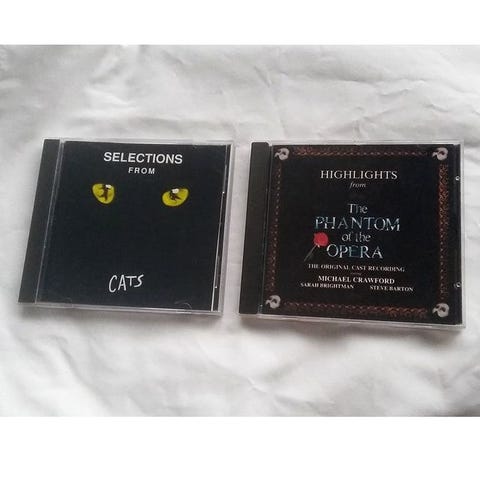 SELECTIONS
FROM
CATS
HIGHLIGHTS
from
The
PHANTOM
of the
OPERA
THE ORIGINAL CAST RECORDING
MICHAEL CRAWFORD
SARAH BRIGHTMAN STEVE BARTON